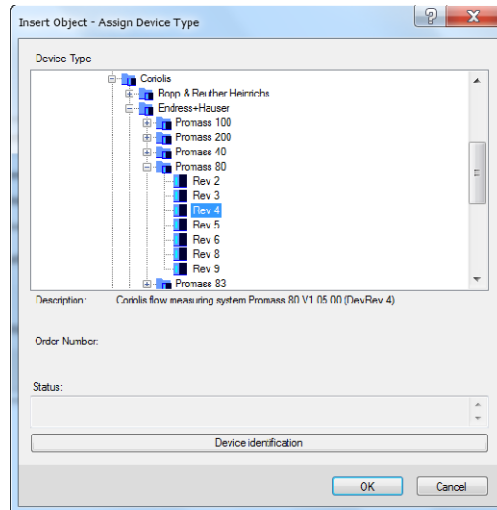 Insert Object - Assign Device Type
Device Type
Coriolis
Bopp & Reuther Heinrichs
Endress+Hauser
Promass 100
Promass 200
Promass 40
Promass 80
Rev 2
Rev 3
Rev 4
Rev 5
Rev 6
Rev 8
Rev 9
Promass 83
Description: Coriolis flow measuring system Promass 80 V1.05.00 (DevRev 4)
Order Number:
Status:
Device identification
OK Cancel